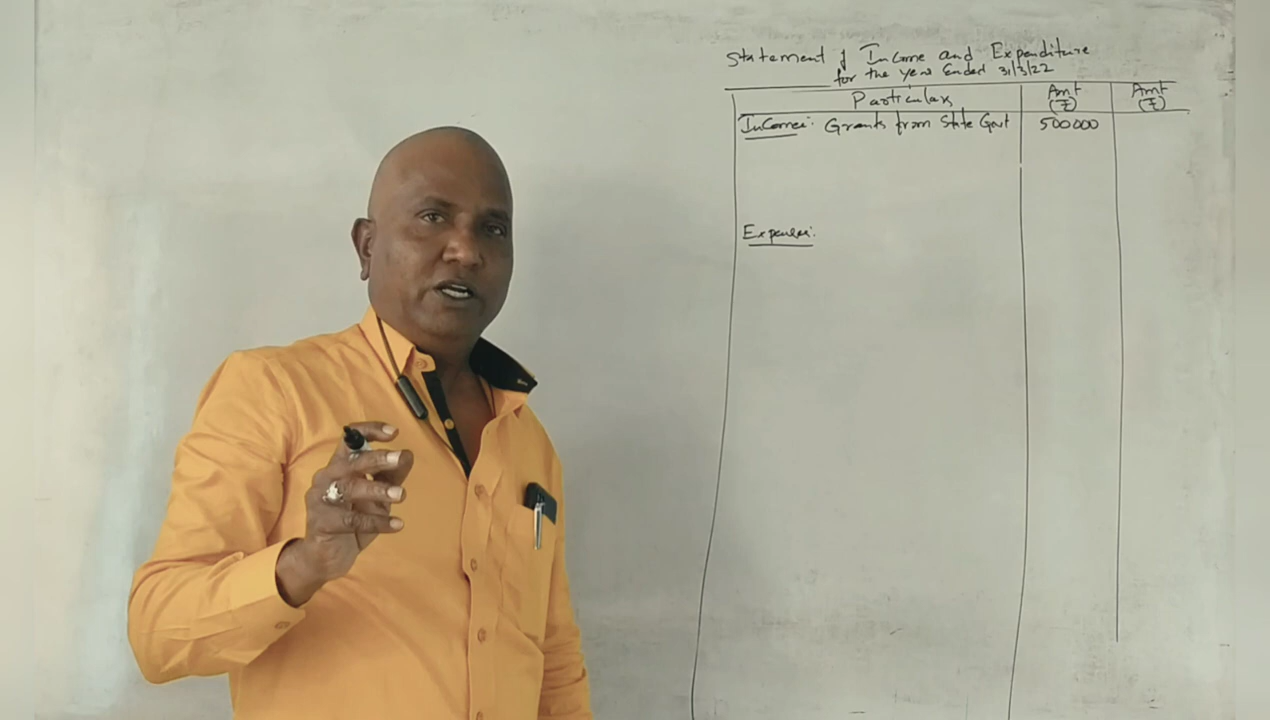 Statement of Income and Expenditure
for the year Ended 31/3/22
Particulars Amt (₹) Amt (₹)
Incomes: Grants from State Govt 500000
Expenses: